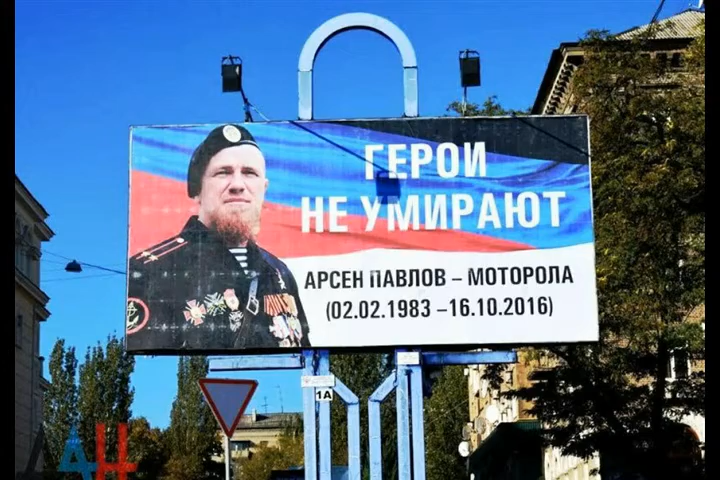 ГЕРОИ
НЕ УМИРАЮТ
АРСЕН ПАВЛОВ – МОТОРОЛА
(02.02.1983 –16.10.2016)
1А
ДАН